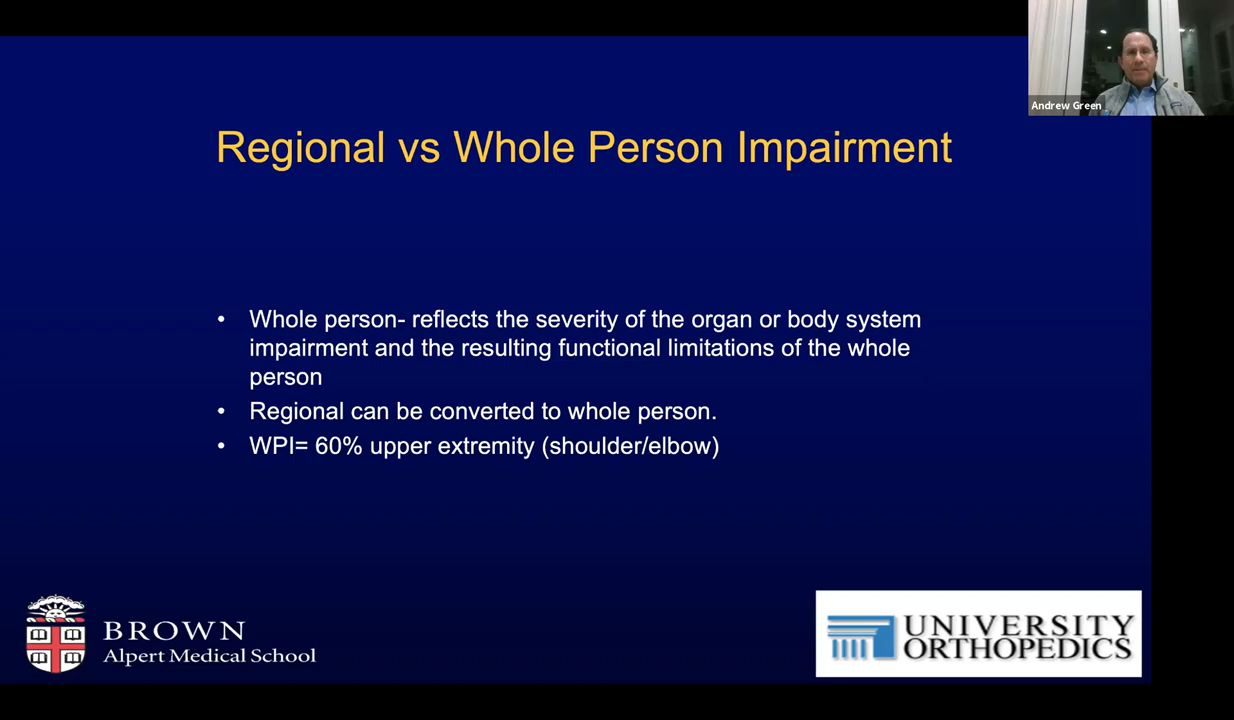 Andrew Green
Regional vs Whole Person Impairment
• Whole person- reflects the severity of the organ or body system
impairment and the resulting functional limitations of the whole
person
• Regional can be converted to whole person.
• WPI= 60% upper extremity (shoulder/elbow)
BROWN
Alpert Medical School
UNIVERSITY
ORTHOPEDICS